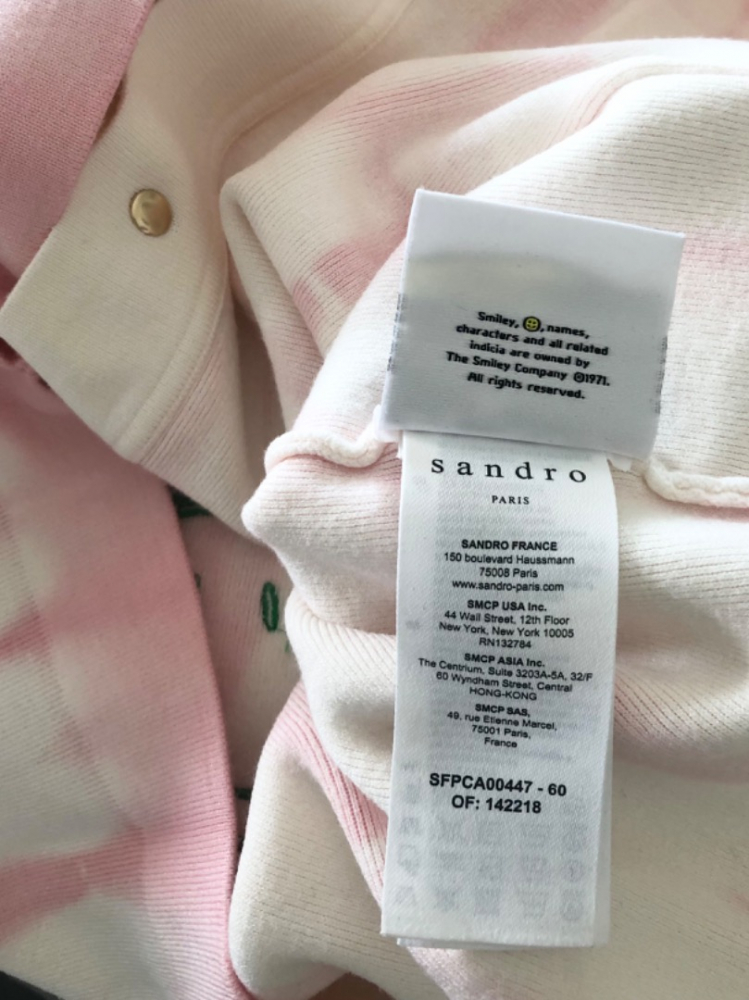 Smiley, , names,
characters and all related
indicia are owned by
The Smiley Company ©1971.
All rights reserved.
sandro
PARIS
SANDRO FRANCE
150 boulevard Haussmann
75008 Paris
www.sandro-paris.com
SMCP USA Inc.
44 Wall Street, 12th Floor
New York, New York 10005
RN132784
SMCP ASIA Inc.
The Centrium, Suite 3203A-5A, 32/F
60 Wyndham Street, Central
HONG-KONG
SMCP SAS,
49, rue Etienne Marcel,
75001 Paris,
France
SFPCA00447 - 60
OF: 142218